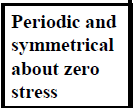 Periodic and
symmetrical
about zero
stress